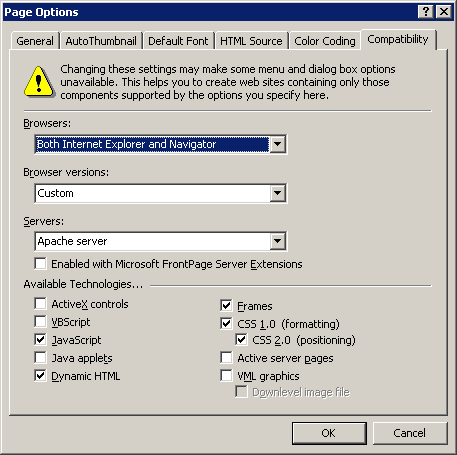 Page Options
General AutoThumbnail Default Font HTML Source Color Coding Compatibility
Changing these settings may make some menu and dialog box options
unavailable. This helps you to create web sites containing only those
components supported by the options you specify here.
Browsers:
Both Internet Explorer and Navigator
Browser versions:
Custom
Servers:
Apache server
Enabled with Microsoft FrontPage Server Extensions
Available Technologies...
ActiveX controls
VBScript
JavaScript
Java applets
Dynamic HTML
Frames
CSS 1.0 (formatting)
CSS 2.0 (positioning)
Active server pages
VML graphics
Downlevel image file
OK Cancel